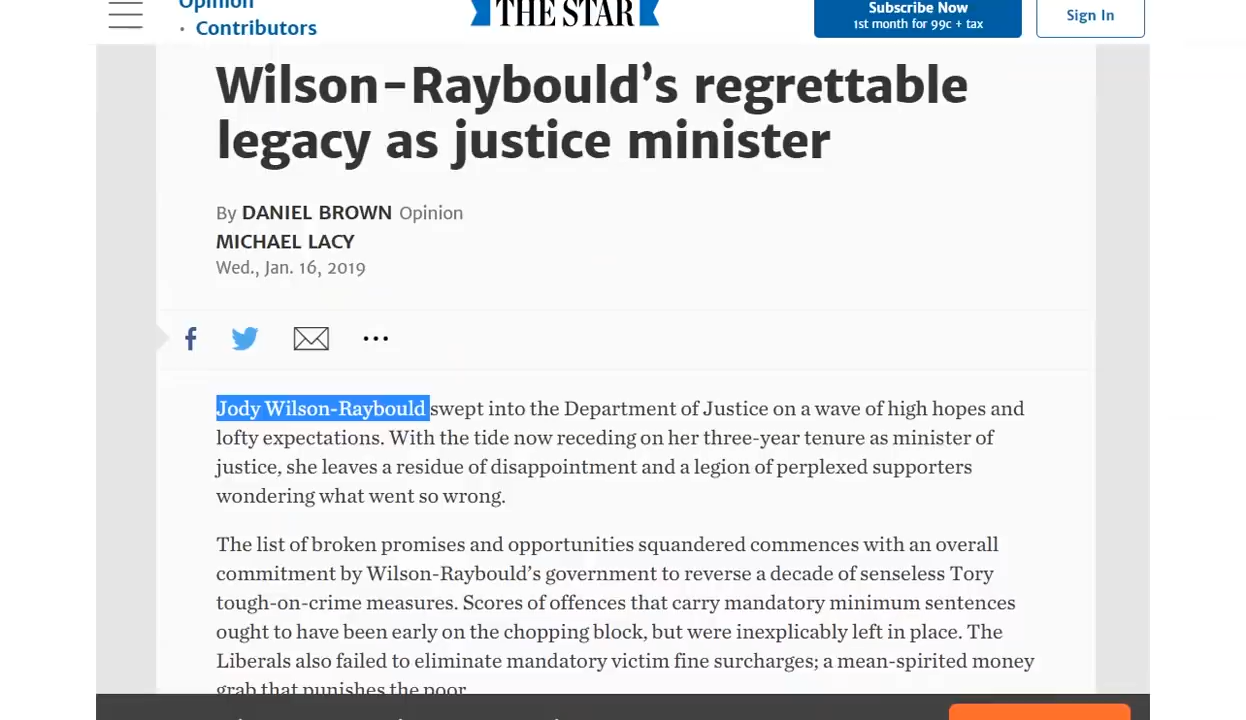 Opinion
· Contributors
THE STAR
Subscribe Now
1st month for 99c + tax
Sign In
Wilson-Raybould's regrettable
legacy as justice minister
By DANIEL BROWN Opinion
MICHAEL LACY
Wed., Jan. 16, 2019
Jody Wilson-Raybould swept into the Department of Justice on a wave of high hopes and
lofty expectations. With the tide now receding on her three-year tenure as minister of
justice, she leaves a residue of disappointment and a legion of perplexed supporters
wondering what went so wrong.
The list of broken promises and opportunities squandered commences with an overall
commitment by Wilson-Raybould's government to reverse a decade of senseless Tory
tough-on-crime measures. Scores of offences that carry mandatory minimum sentences
ought to have been early on the chopping block, but were inexplicably left in place. The
Liberals also failed to eliminate mandatory victim fine surcharges; a mean-spirited money
grab that punishes the poor.